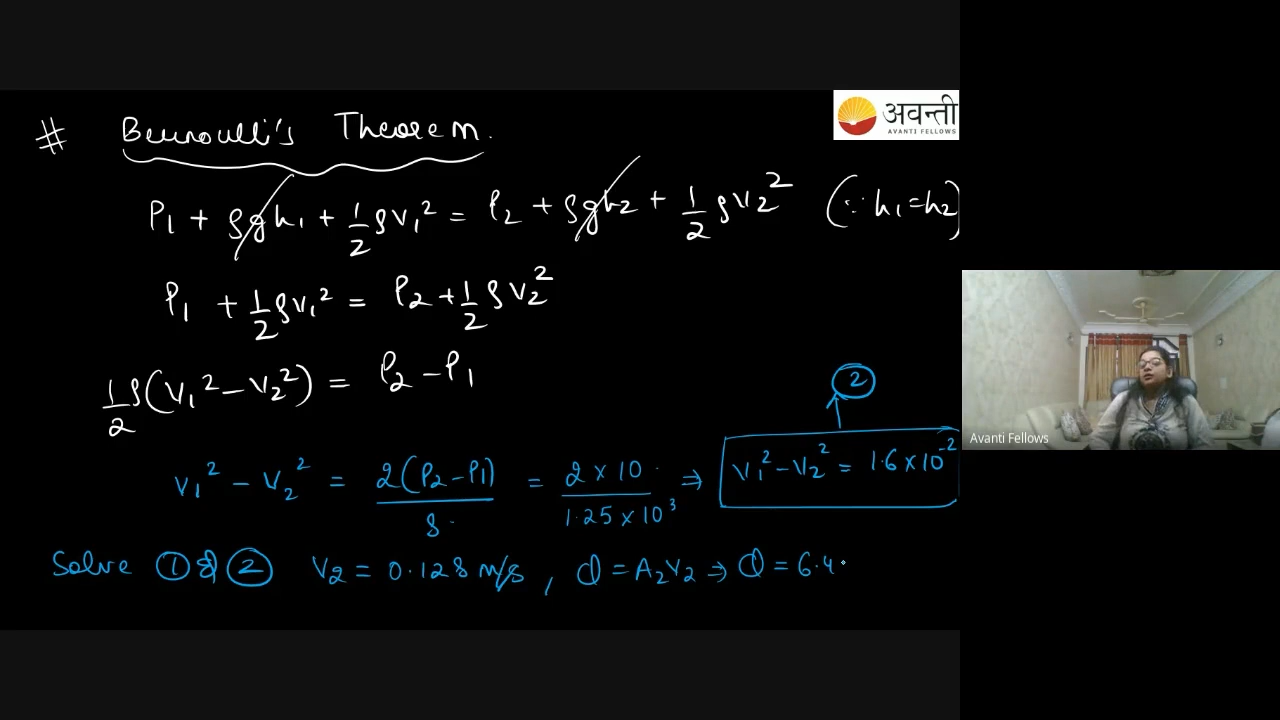 # Bernoulli's Theorem.
अवन्ती
AVANTI FELLOWS
P₁ + ρgh₁ + 1/2 ρv₁² = P₂ + ρgh₂ + 1/2 ρv₂² (∵ h₁=h₂)
P₁ + 1/2 ρv₁² = P₂ + 1/2 ρv₂²
1/2 ρ(v₁² – v₂²) = P₂ – P₁
2
v₁² – v₂² = 2(P₂ – P₁)/ρ = 2 × 10/1.25 × 10³ ⇒ v₁² – v₂² = 1.6 × 10⁻²
Solve ① & ② V₂ = 0.128 m/s, Q = A₂V₂ ⇒ Q = 6.4
Avanti Fellows